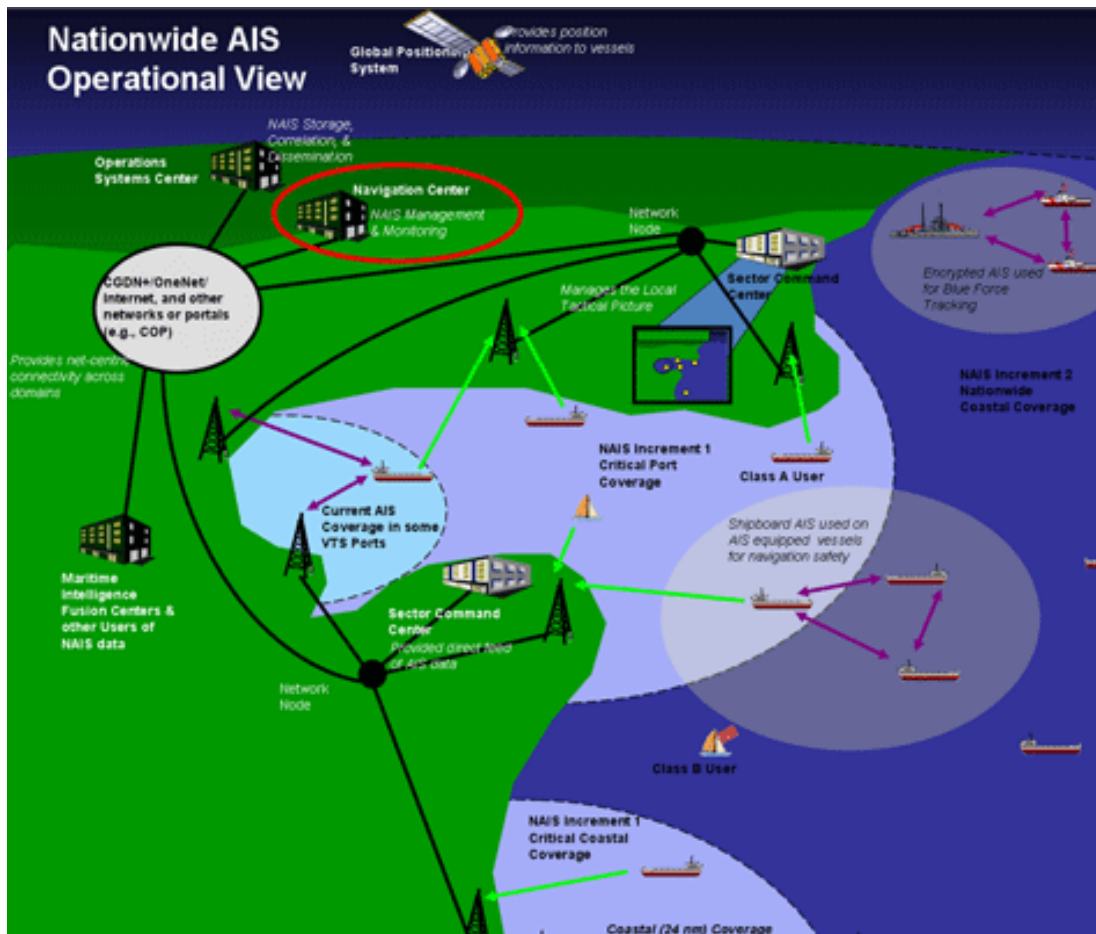 Nationwide AIS
Operational View
Global Positioning
System
Provides position
information to vessels
NAIS Storage,
Correlation, &
Dissemination
Operations
Systems Center
Navigation Center
NAIS Management
& Monitoring
Network
Node
Sector Command
Center
Manages the Local
Tactical Picture
Encrypted AIS used
for Blue Force
Tracking
CGDN+/OneNet/
Internet, and other
networks or portals
(e.g., COP)
Provides net-centric
connectivity across
domains
NAIS Increment 2
Nationwide
Coastal Coverage
NAIS Increment 1
Critical Port
Coverage
Class A User
Current AIS
Coverage in some
VTS Ports
Shipboard AIS used on
AIS equipped vessels
for navigation safety
Maritime
Intelligence
Fusion Centers &
other Users of
NAIS data
Sector Command
Center
Provided direct feed
of AIS data
Network
Node
Class B User
NAIS Increment 1
Critical Coastal
Coverage
Coastal (24 nm) Coverage